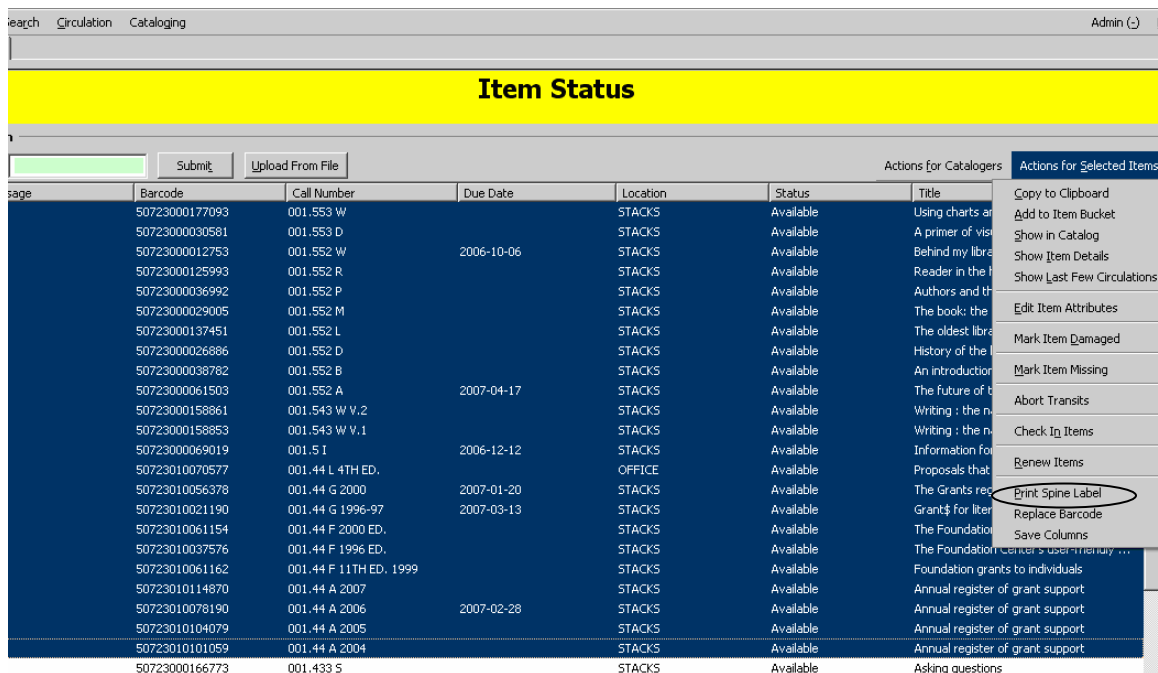 Search Circulation Cataloging Admin (-)
Item Status
Submit Upload From File Actions for Catalogers Actions for Selected Items
Barcode Call Number Due Date Location Status Title
50723000177093 001.553 W STACKS Available Using charts
50723000030581 001.553 D STACKS Available A primer of
50723000012753 001.552 W 2006-10-06 STACKS Available Behind my
50723000125993 001.552 R STACKS Available Reader in the
50723000036992 001.552 P STACKS Available Authors and
50723000029005 001.552 M STACKS Available The book: the
50723000137451 001.552 L STACKS Available The oldest
50723000026886 001.552 D STACKS Available History of the
50723000038782 001.552 B STACKS Available An introduction
50723000061503 001.552 A 2007-04-17 STACKS Available The future of
50723000158861 001.543 W V.2 STACKS Available Writing : the
50723000158853 001.543 W V.1 STACKS Available Writing : the
50723000069019 001.5 I 2006-12-12 STACKS Available Information
50723010070577 001.44 L 4TH ED. OFFICE Available Proposals that
50723010056378 001.44 G 2000 2007-01-20 STACKS Available The Grants
50723010021190 001.44 G 1996-97 2007-03-13 STACKS Available Grant$ for
50723010061154 001.44 F 2000 ED. STACKS Available The
50723010037576 001.44 F 1996 ED. STACKS Available The Foundation Center's user-friendly ...
50723010061162 001.44 F 11TH ED. 1999 STACKS Available Foundation grants to individuals
50723010114870 001.44 A 2007 STACKS Available Annual register of grant support
50723010078190 001.44 A 2006 2007-02-28 STACKS Available Annual register of grant support
50723010104079 001.44 A 2005 STACKS Available Annual register of grant support
50723010101059 001.44 A 2004 STACKS Available Annual register of grant support
50723000166773 001.433 S STACKS Available Asking questions
Copy to Clipboard
Add to Item Bucket
Show in Catalog
Show Item Details
Show Last Few Circulations
Edit Item Attributes
Mark Item Damaged
Mark Item Missing
Abort Transits
Check In Items
Renew Items
Print Spine Label
Replace Barcode
Save Columns